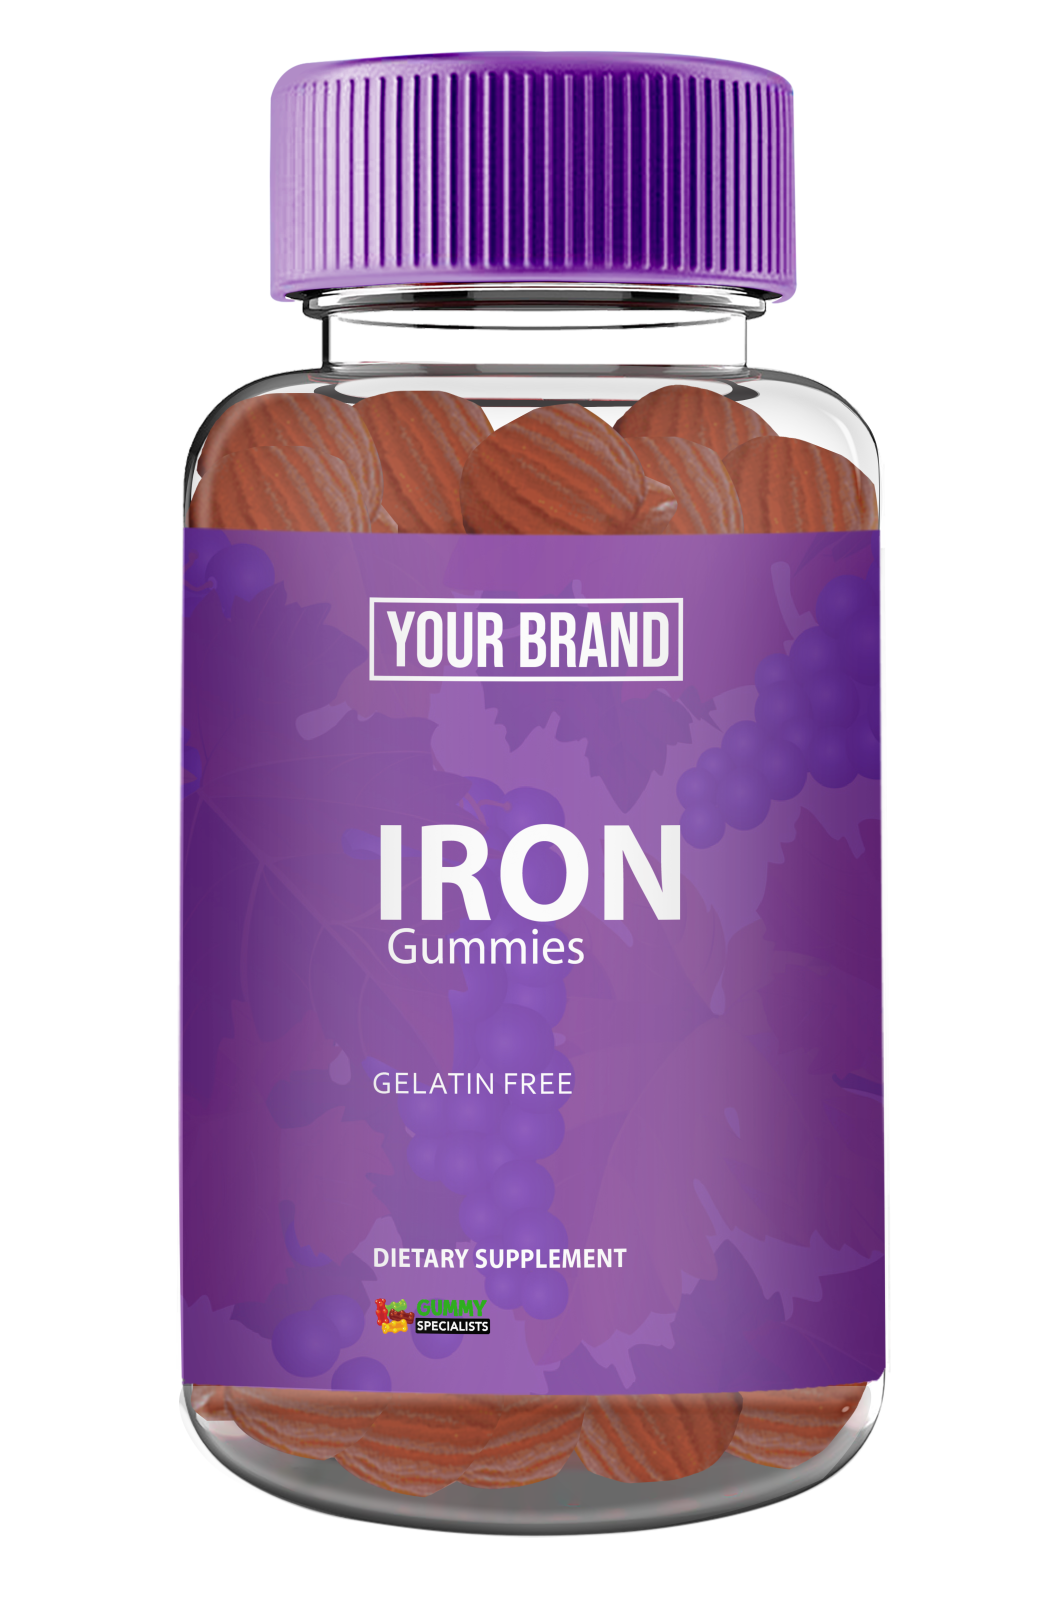 YOUR BRAND
IRON
Gummies
GELATIN FREE
DIETARY SUPPLEMENT
GUMMY
SPECIALISTS